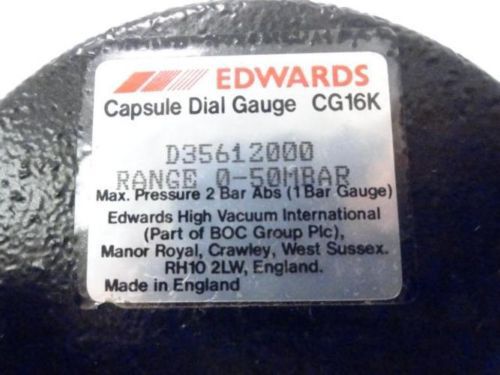 EDWARDS
Capsule Dial Gauge CG16K
D35612000
RANGE 0-50MBAR
Max. Pressure 2 Bar Abs (1 Bar Gauge)
Edwards High Vacuum International
(Part of BOC Group Plc),
Manor Royal, Crawley, West Sussex.
RH10 2LW, England.
Made in England